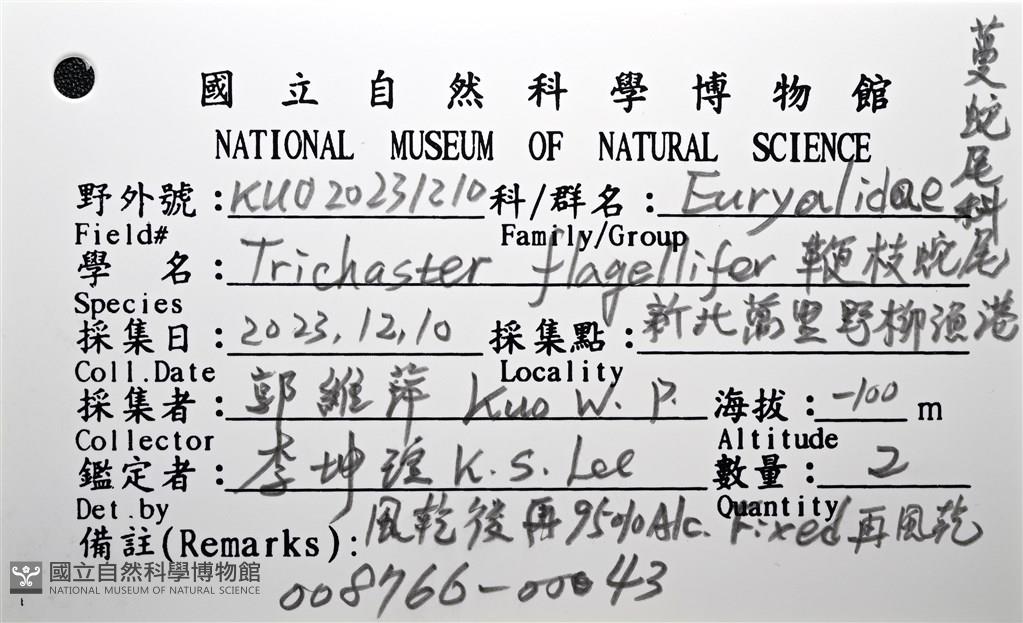 國立自然科學博物館
NATIONAL MUSEUM OF NATURAL SCIENCE
野外號：KUO 20231210 科/群名：Euryalidae 蔓蛇尾科
Field# Family/Group
學 名：Trichaster flagellifer 鞭枝蛇尾
Species
採集日：2023.12.10 採集點：新北萬里野柳漁港
Coll.Date Locality
採集者：郭維萍 Kuo W. P. 海拔：-100 m
Collector Altitude
鑑定者：李坤瑄 K.S. Lee 數量：2
Det.by Quantity
備註(Remarks)：風乾後再95%Alc. Fixed再風乾
008766-00043
國立自然科學博物館
NATIONAL MUSEUM OF NATURAL SCIENCE